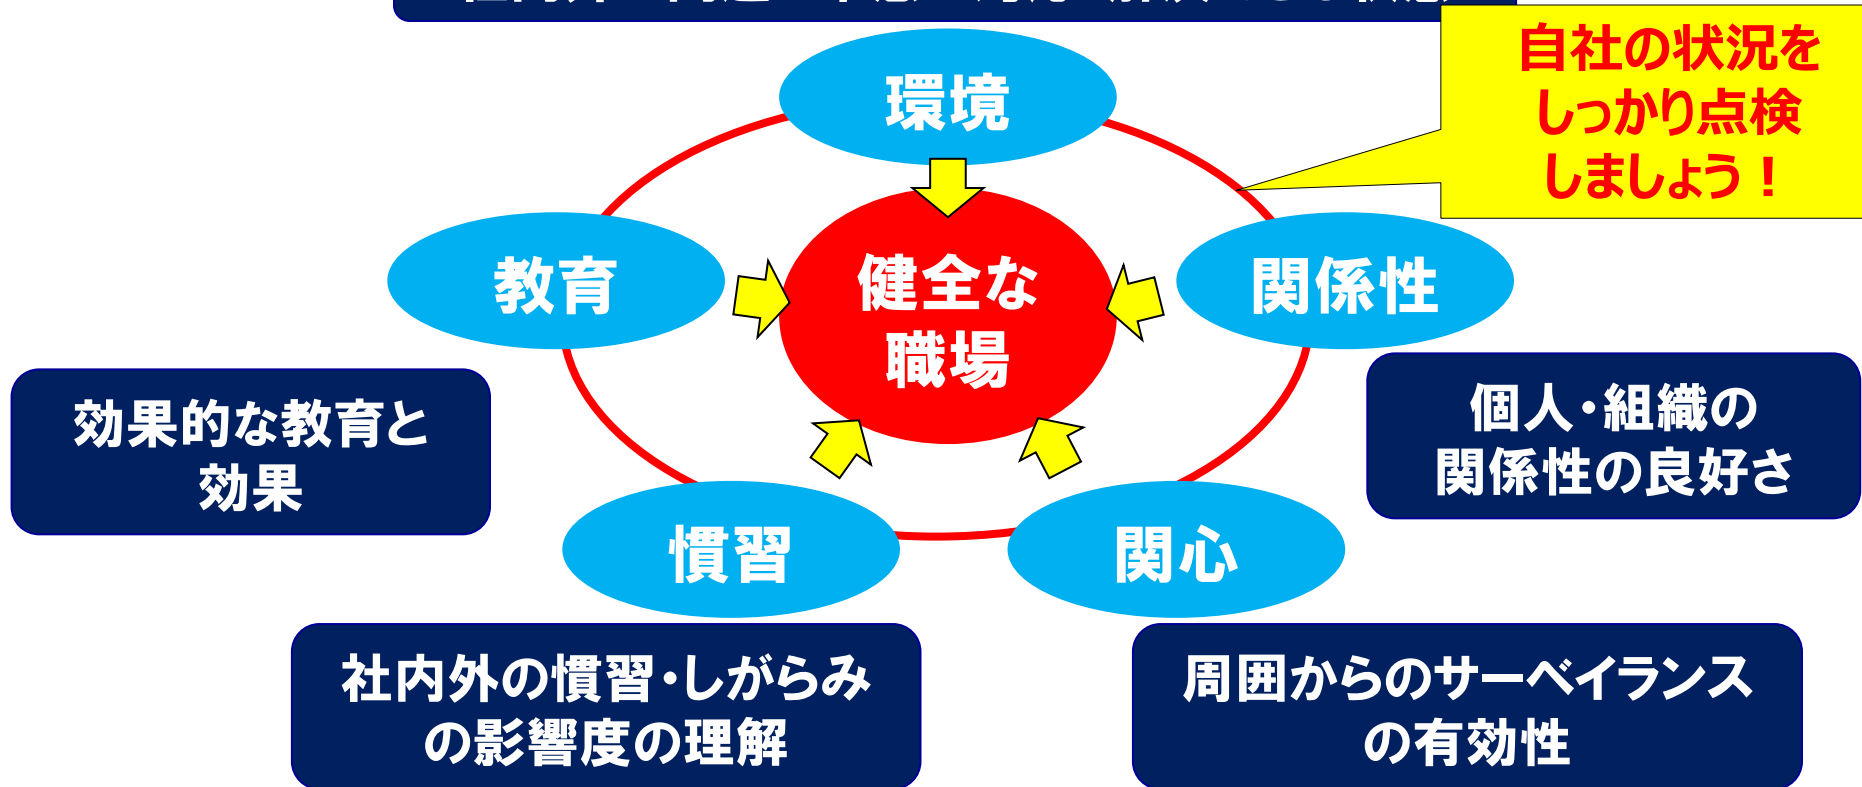 自社の状況を
しっかり点検
しましょう！
環境
教育
健全な
職場
関係性
効果的な教育と
効果
個人・組織の
関係性の良好さ
慣習
関心
社内外の慣習・しがらみ
の影響度の理解
周囲からのサーベイランス
の有効性